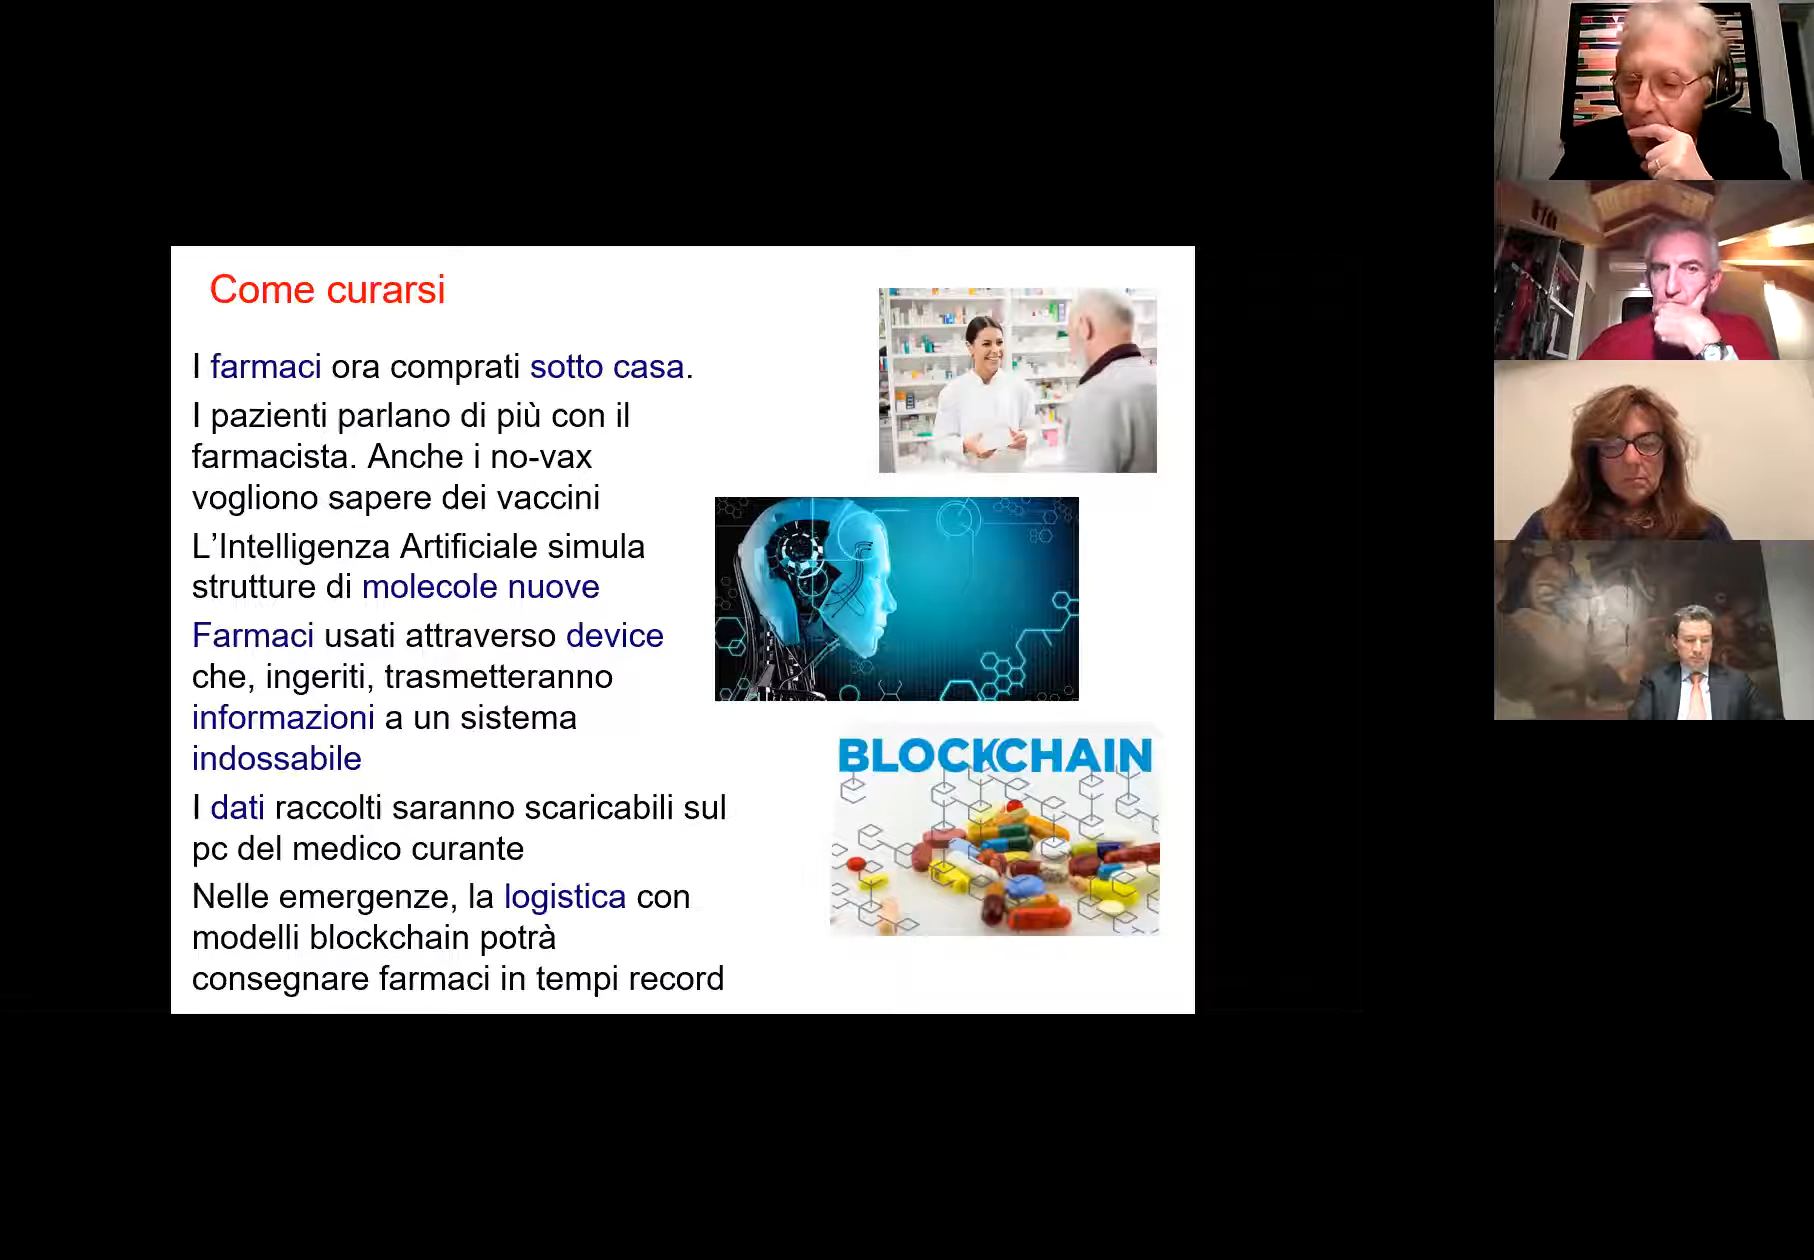 Come curarsi
I farmaci ora comprati sotto casa.
I pazienti parlano di più con il
farmacista. Anche i no-vax
vogliono sapere dei vaccini
L’Intelligenza Artificiale simula
strutture di molecole nuove
Farmaci usati attraverso device
che, ingeriti, trasmetteranno
informazioni a un sistema
indossabile
I dati raccolti saranno scaricabili sul
pc del medico curante
Nelle emergenze, la logistica con
modelli blockchain potrà
consegnare farmaci in tempi record
BLOCKCHAIN